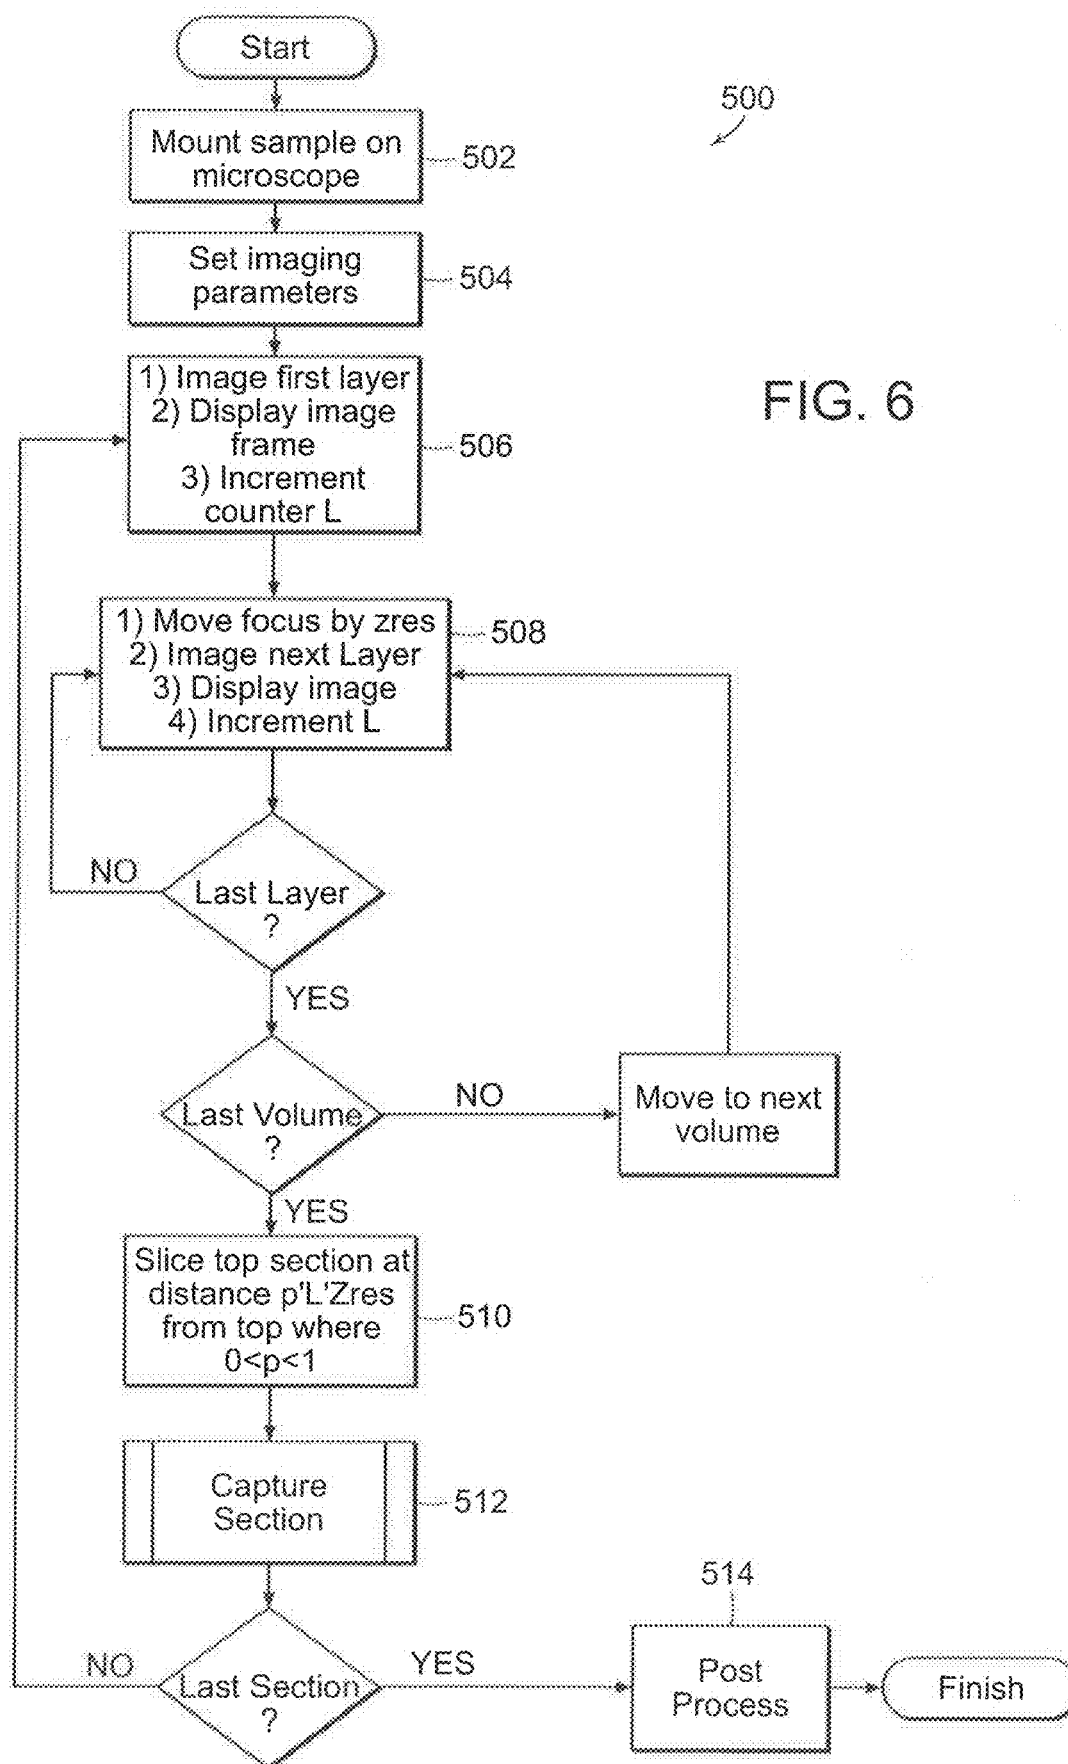 Start
500
Mount sample on
microscope
502
Set imaging
parameters
504
FIG. 6
1) Image first layer
2) Display image
frame
3) Increment
counter L
506
1) Move focus by zres
2) Image next Layer
3) Display image
4) Increment L
508
NO
Last Layer
?
YES
Last Volume
?
NO
Move to next
volume
YES
Slice top section at
distance p'L'Zres
from top where
0<p<1
510
Capture
Section
512
514
NO
Last Section
?
YES
Post
Process
Finish